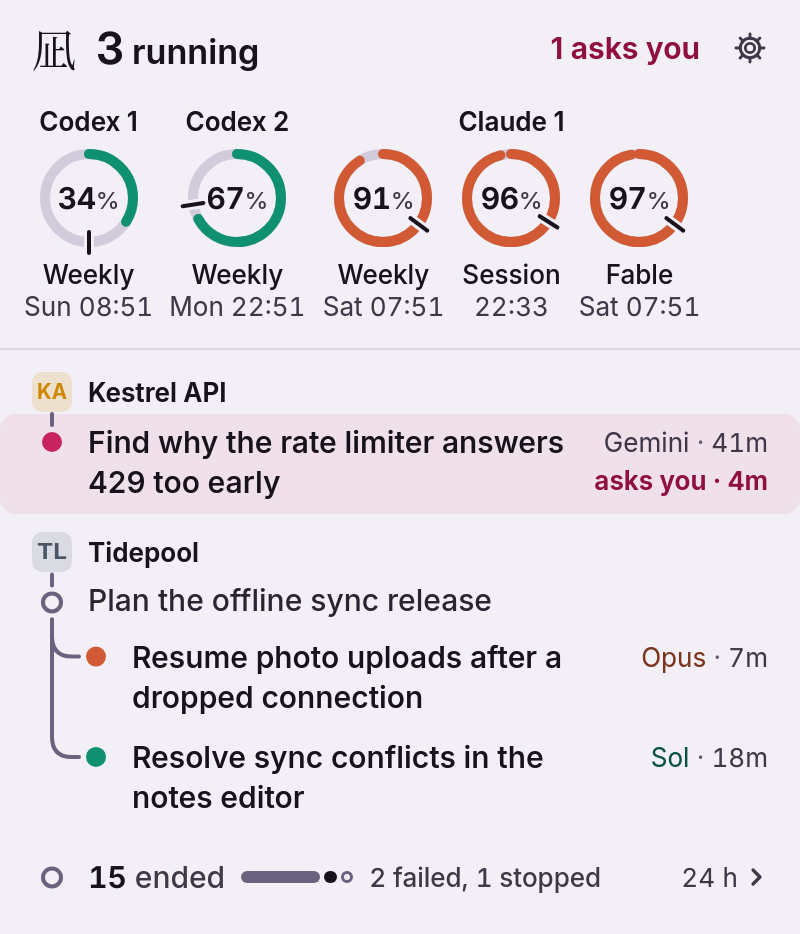 凪 3 running 1 asks you
Codex 1 Codex 2 Claude 1
34% 67% 91% 96% 97%
Weekly Weekly Weekly Session Fable
Sun 08:51 Mon 22:51 Sat 07:51 22:33 Sat 07:51
KA Kestrel API
Find why the rate limiter answers Gemini · 41m
429 too early asks you · 4m
TL Tidepool
Plan the offline sync release
Resume photo uploads after a Opus · 7m
dropped connection
Resolve sync conflicts in the Sol · 18m
notes editor
15 ended 2 failed, 1 stopped 24 h